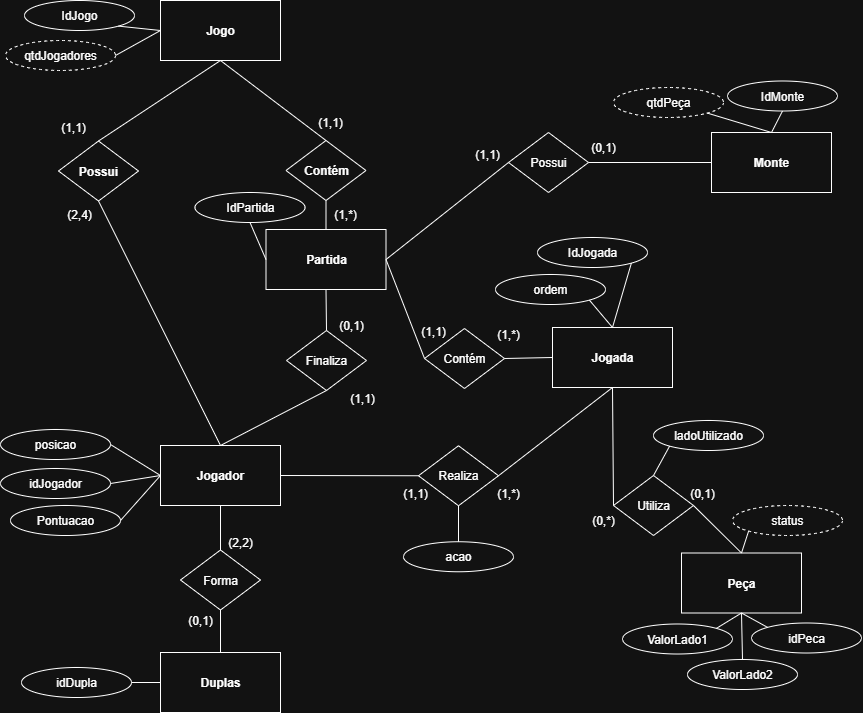 IdJogo
Jogo
qtdJogadores
qtdPeça
IdMonte
(1,1)
(1,1)
Possui
Contém
(1,1)
Possui
(0,1)
Monte
(2,4)
IdPartida
(1,*)
Partida
IdJogada
ordem
(0,1)
Finaliza
(1,1)
(1,1)
Contém
(1,*)
Jogada
posicao
idJogador
Pontuacao
Jogador
Realiza
(1,1)
(1,*)
acao
ladoUtilizado
(0,1)
Utiliza
(0,*)
status
Peça
ValorLado1
idPeca
ValorLado2
(2,2)
Forma
(0,1)
idDupla
Duplas